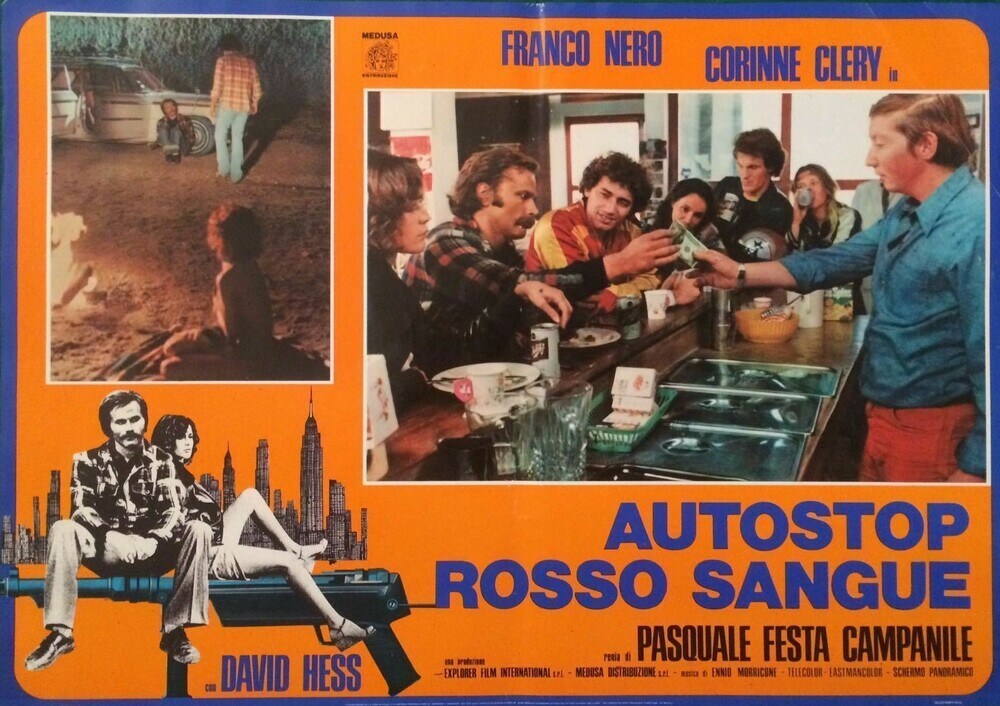 MEDUSA
DISTRIBUZIONE
FRANCO NERO
CORINNE CLERY in
AUTOSTOP
ROSSO SANGUE
regia di PASQUALE FESTA CAMPANILE
una produzione
EXPLORER FILM INTERNATIONAL s.r.l. - MEDUSA DISTRIBUZIONE s.r.l. - musica di ENNIO MORRICONE - TELECOLOR - EASTMANCOLOR - SCHERMO PANORAMICO
con DAVID HESS